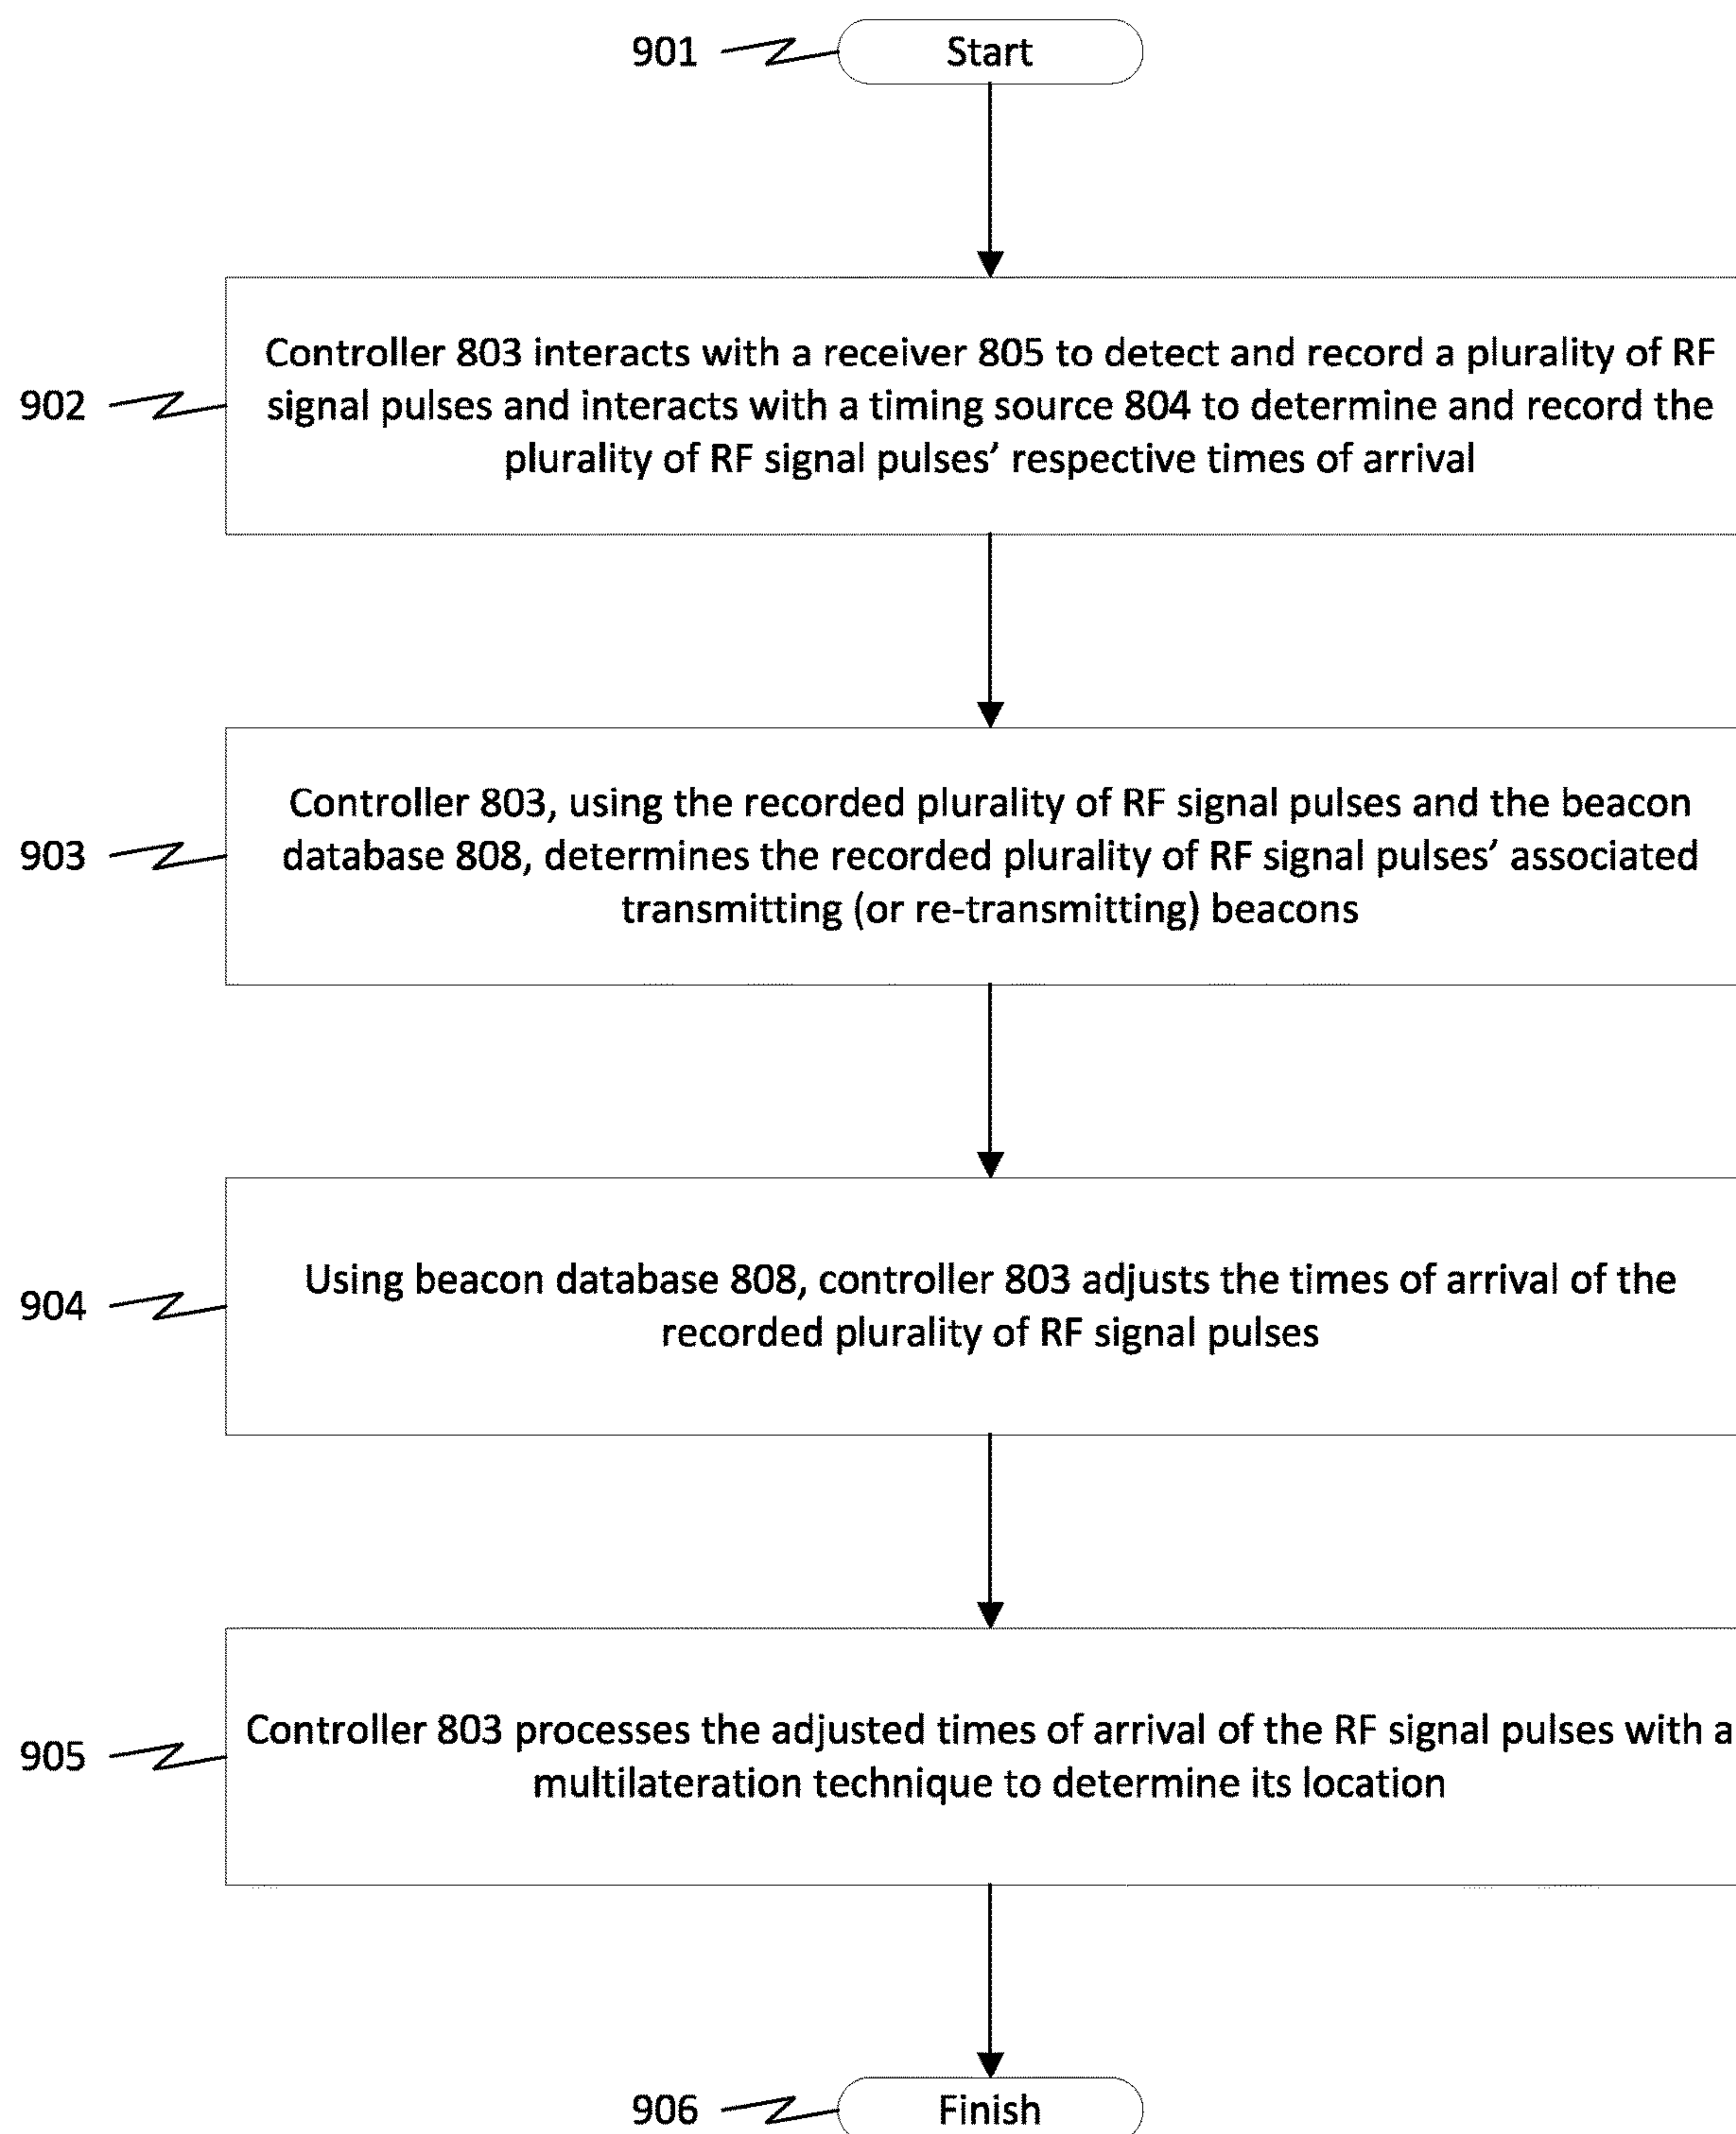 901
Start
902
Controller 803 interacts with a receiver 805 to detect and record a plurality of RF
signal pulses and interacts with a timing source 804 to determine and record the
plurality of RF signal pulses’ respective times of arrival
903
Controller 803, using the recorded plurality of RF signal pulses and the beacon
database 808, determines the recorded plurality of RF signal pulses’ associated
transmitting (or re-transmitting) beacons
904
Using beacon database 808, controller 803 adjusts the times of arrival of the
recorded plurality of RF signal pulses
905
Controller 803 processes the adjusted times of arrival of the RF signal pulses with a
multilateration technique to determine its location
906
Finish